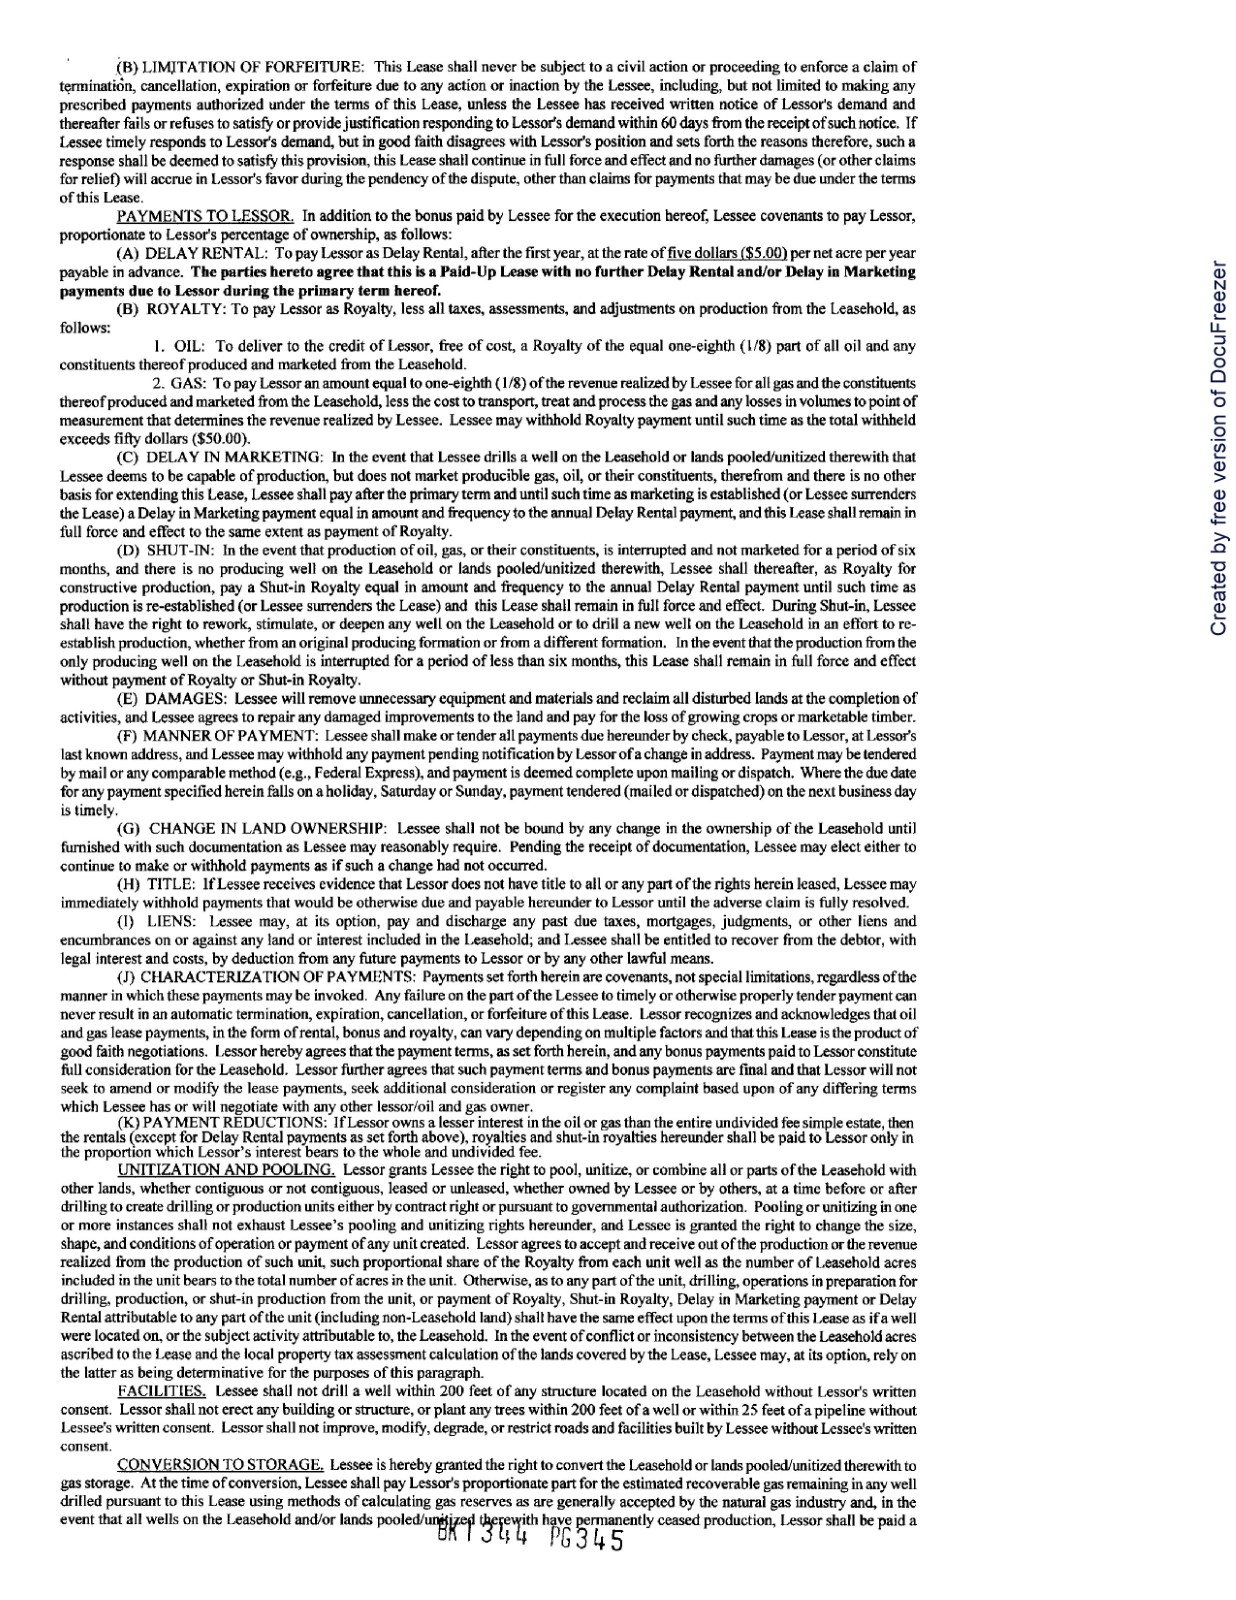 (B) LIMITATION OF FORFEITURE: This Lease shall never be subject to a civil action or proceeding to enforce a claim of
termination, cancellation, expiration or forfeiture due to any action or inaction by the Lessee, including, but not limited to making any
prescribed payments authorized under the terms of this Lease, unless the Lessee has received written notice of Lessor's demand and
thereafter fails or refuses to satisfy or provide justification responding to Lessor's demand within 60 days from the receipt of such notice. If
Lessee timely responds to Lessor's demand, but in good faith disagrees with Lessor's position and sets forth the reasons therefore, such a
response shall be deemed to satisfy this provision, this Lease shall continue in full force and effect and no further damages (or other claims
for relief) will accrue in Lessor's favor during the pendency of the dispute, other than claims for payments that may be due under the terms
of this Lease.
PAYMENTS TO LESSOR. In addition to the bonus paid by Lessee for the execution hereof, Lessee covenants to pay Lessor,
proportionate to Lessor's percentage of ownership, as follows:
(A) DELAY RENTAL: To pay Lessor as Delay Rental, after the first year, at the rate of five dollars ($5.00) per net acre per year
payable in advance. The parties hereto agree that this is a Paid-Up Lease with no further Delay Rental and/or Delay in Marketing
payments due to Lessor during the primary term hereof.
(B) ROYALTY: To pay Lessor as Royalty, less all taxes, assessments, and adjustments on production from the Leasehold, as
follows:
1. OIL: To deliver to the credit of Lessor, free of cost, a Royalty of the equal one-eighth (1/8) part of all oil and any
constituents thereof produced and marketed from the Leasehold.
2. GAS: To pay Lessor an amount equal to one-eighth (1/8) of the revenue realized by Lessee for all gas and the constituents
thereof produced and marketed from the Leasehold, less the cost to transport, treat and process the gas and any losses in volumes to point of
measurement that determines the revenue realized by Lessee. Lessee may withhold Royalty payment until such time as the total withheld
exceeds fifty dollars ($50.00).
(C) DELAY IN MARKETING: In the event that Lessee drills a well on the Leasehold or lands pooled/unitized therewith that
Lessee deems to be capable of production, but does not market producible gas, oil, or their constituents, therefrom and there is no other
basis for extending this Lease, Lessee shall pay after the primary term and until such time as marketing is established (or Lessee surrenders
the Lease) a Delay in Marketing payment equal in amount and frequency to the annual Delay Rental payment, and this Lease shall remain in
full force and effect to the same extent as payment of Royalty.
(D) SHUT-IN: In the event that production of oil, gas, or their constituents, is interrupted and not marketed for a period of six
months, and there is no producing well on the Leasehold or lands pooled/unitized therewith, Lessee shall thereafter, as Royalty for
constructive production, pay a Shut-in Royalty equal in amount and frequency to the annual Delay Rental payment until such time as
production is re-established (or Lessee surrenders the Lease) and this Lease shall remain in full force and effect. During Shut-in, Lessee
shall have the right to rework, stimulate, or deepen any well on the Leasehold or to drill a new well on the Leasehold in an effort to re-
establish production, whether from an original producing formation or from a different formation. In the event that the production from the
only producing well on the Leasehold is interrupted for a period of less than six months, this Lease shall remain in full force and effect
without payment of Royalty or Shut-in Royalty.
(E) DAMAGES: Lessee will remove unnecessary equipment and materials and reclaim all disturbed lands at the completion of
activities, and Lessee agrees to repair any damaged improvements to the land and pay for the loss of growing crops or marketable timber.
(F) MANNER OF PAYMENT: Lessee shall make or tender all payments due hereunder by check, payable to Lessor, at Lessor's
last known address, and Lessee may withhold any payment pending notification by Lessor of a change in address. Payment may be tendered
by mail or any comparable method (e.g., Federal Express), and payment is deemed complete upon mailing or dispatch. Where the due date
for any payment specified herein falls on a holiday, Saturday or Sunday, payment tendered (mailed or dispatched) on the next business day
is timely.
(G) CHANGE IN LAND OWNERSHIP: Lessee shall not be bound by any change in the ownership of the Leasehold until
furnished with such documentation as Lessee may reasonably require. Pending the receipt of documentation, Lessee may elect either to
continue to make or withhold payments as if such a change had not occurred.
(H) TITLE: If Lessee receives evidence that Lessor does not have title to all or any part of the rights herein leased, Lessee may
immediately withhold payments that would be otherwise due and payable hereunder to Lessor until the adverse claim is fully resolved.
(I) LIENS: Lessee may, at its option, pay and discharge any past due taxes, mortgages, judgments, or other liens and
encumbrances on or against any land or interest included in the Leasehold; and Lessee shall be entitled to recover from the debtor, with
legal interest and costs, by deduction from any future payments to Lessor or by any other lawful means.
(J) CHARACTERIZATION OF PAYMENTS: Payments set forth herein are covenants, not special limitations, regardless of the
manner in which these payments may be invoked. Any failure on the part of the Lessee to timely or otherwise properly tender payment can
never result in an automatic termination, expiration, cancellation, or forfeiture of this Lease. Lessor recognizes and acknowledges that oil
and gas lease payments, in the form of rental, bonus and royalty, can vary depending on multiple factors and that this Lease is the product of
good faith negotiations. Lessor hereby agrees that the payment terms, as set forth herein, and any bonus payments paid to Lessor constitute
full consideration for the Leasehold. Lessor further agrees that such payment terms and bonus payments are final and that Lessor will not
seek to amend or modify the lease payments, seek additional consideration or register any complaint based upon of any differing terms
which Lessee has or will negotiate with any other lessor/oil and gas owner.
(K) PAYMENT REDUCTIONS: If Lessor owns a lesser interest in the oil or gas than the entire undivided fee simple estate, then
the rentals (except for Delay Rental payments as set forth above), royalties and shut-in royalties hereunder shall be paid to Lessor only in
the proportion which Lessor's interest bears to the whole and undivided fee.
UNITIZATION AND POOLING. Lessor grants Lessee the right to pool, unitize, or combine all or parts of the Leasehold with
other lands, whether contiguous or not contiguous, leased or unleased, whether owned by Lessee or by others, at a time before or after
drilling to create drilling or production units either by contract right or pursuant to governmental authorization. Pooling or unitizing in one
or more instances shall not exhaust Lessee's pooling and unitizing rights hereunder, and Lessee is granted the right to change the size,
shape, and conditions of operation or payment of any unit created. Lessor agrees to accept and receive out of the production or the revenue
realized from the production of such unit, such proportional share of the Royalty from each unit well as the number of Leasehold acres
included in the unit bears to the total number of acres in the unit. Otherwise, as to any part of the unit, drilling, operations in preparation for
drilling, production, or shut-in production from the unit, or payment of Royalty, Shut-in Royalty, Delay in Marketing payment or Delay
Rental attributable to any part of the unit (including non-Leasehold land) shall have the same effect upon the terms of this Lease as if a well
were located on, or the subject activity attributable to, the Leasehold. In the event of conflict or inconsistency between the Leasehold acres
ascribed to the Lease and the local property tax assessment calculation of the lands covered by the Lease, Lessee may, at its option, rely on
the latter as being determinative for the purposes of this paragraph.
FACILITIES. Lessee shall not drill a well within 200 feet of any structure located on the Leasehold without Lessor's written
consent. Lessor shall not erect any building or structure, or plant any trees within 200 feet of a well or within 25 feet of a pipeline without
Lessee's written consent. Lessor shall not improve, modify, degrade, or restrict roads and facilities built by Lessee without Lessee's written
consent.
CONVERSION TO STORAGE. Lessee is hereby granted the right to convert the Leasehold or lands pooled/unitized therewith to
gas storage. At the time of conversion, Lessee shall pay Lessor's proportionate part for the estimated recoverable gas remaining in any well
drilled pursuant to this Lease using methods of calculating gas reserves as are generally accepted by the natural gas industry and, in the
event that all wells on the Leasehold and/or lands pooled/unitized therewith have permanently ceased production, Lessor shall be paid a
BK1344 PG345
Created by free version of DocuFreezer